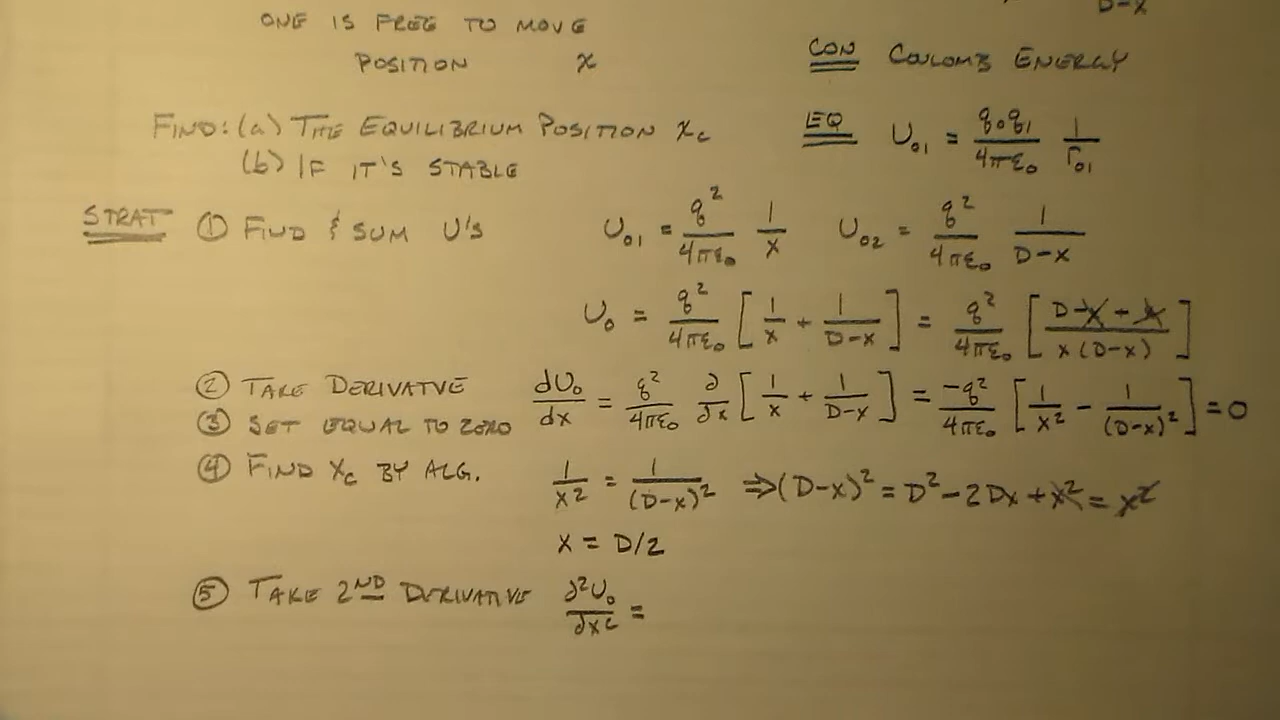 ONE IS FREE TO MOVE
D-x
POSITION x
CON COULOMB ENERGY
FIND: (a) THE EQUILIBRIUM POSITION xc
EQ U01 = q0q1/4πε0 1/r01
(b) IF IT'S STABLE
STRAT ① FIND & SUM U'S U01 = q²/4πε0 1/x U02 = q²/4πε0 1/(D-x)
U0 = q²/4πε0 [1/x + 1/(D-x)] = q²/4πε0 [(D-x+x)/(x(D-x))]
② TAKE DERIVATVE dU0/dx = q²/4πε0 ∂/∂x [1/x + 1/(D-x)] = -q²/4πε0 [1/x² - 1/(D-x)²] = 0
③ SET EQUAL TO ZERO
④ FIND xc BY ALG. 1/x² = 1/(D-x)² ⇒ (D-x)² = D² - 2Dx + x² = x²
x = D/2
⑤ TAKE 2ND DERIVATIVE ∂²U0/∂x² =